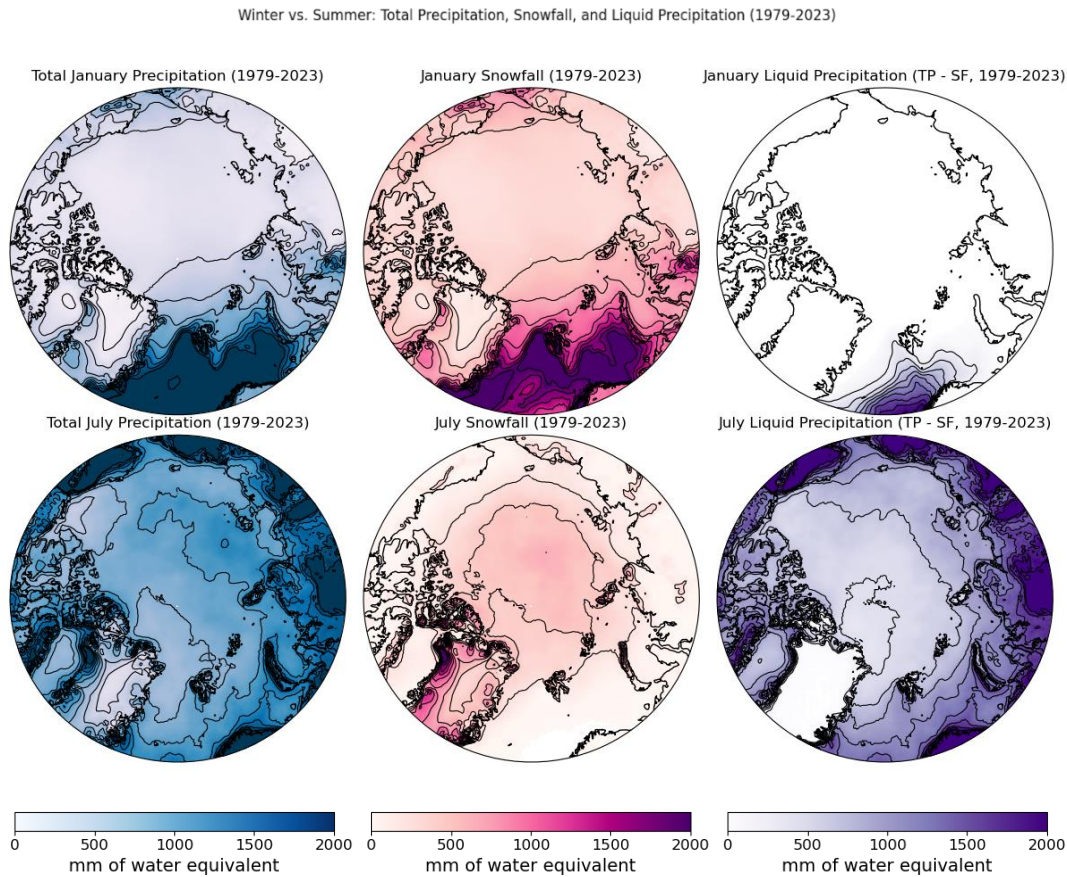 Winter vs. Summer: Total Precipitation, Snowfall, and Liquid Precipitation (1979-2023)
Total January Precipitation (1979-2023)
January Snowfall (1979-2023)
January Liquid Precipitation (TP - SF, 1979-2023)
Total July Precipitation (1979-2023)
July Snowfall (1979-2023)
July Liquid Precipitation (TP - SF, 1979-2023)
0 500 1000 1500 2000
mm of water equivalent
0 500 1000 1500 2000
mm of water equivalent
0 500 1000 1500 2000
mm of water equivalent